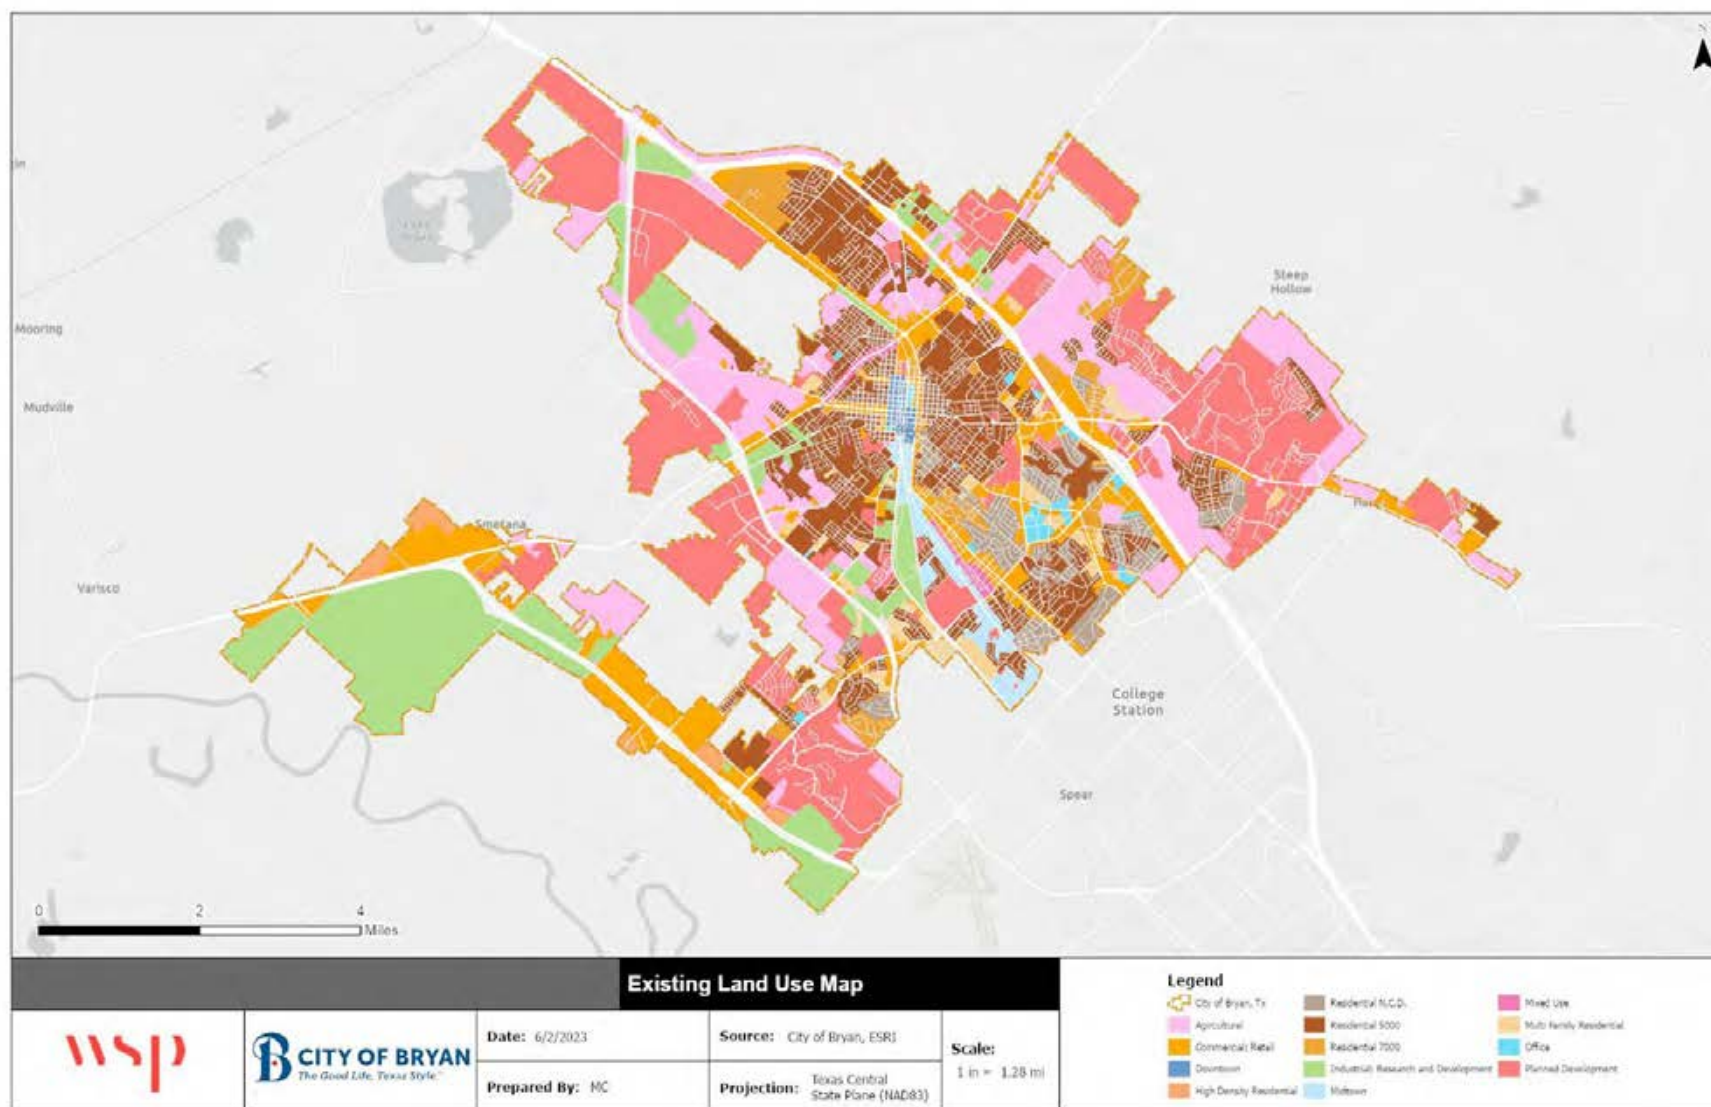 N
Steep
Hollow
Mooring
Mudville
Smetana
Varisco
College
Station
Spear
0 2 4
Miles
Existing Land Use Map
wsp
B CITY OF BRYAN
The Good Life, Texas Style.™
Date: 6/2/2023
Source: City of Bryan, ESRI
Prepared By: MC
Projection: Texas Central
State Plane (NAD83)
Scale:
1 in = 1.28 mi
Legend
City of Bryan, Tx
Agricultural
Commercial; Retail
Downtown
High Density Residential
Residential N.C.D.
Residential 5000
Residential 7000
Industrial; Research and Development
Midtown
Mixed Use
Multi Family Residential
Office
Planned Development